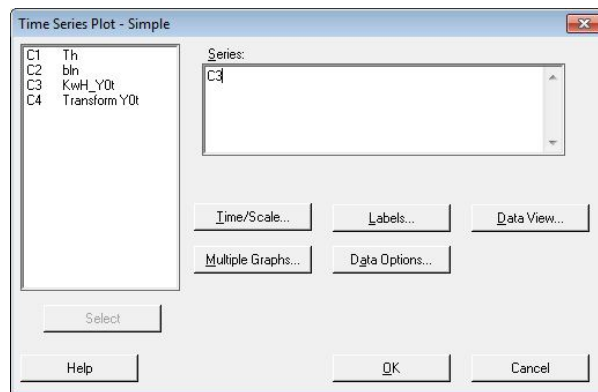 Time Series Plot - Simple
C1 Th
C2 bln
C3 KwH_Y0t
C4 Transform Y0t
Series:
C3
Time/Scale...
Labels...
Data View...
Multiple Graphs...
Data Options...
Select
Help
OK
Cancel